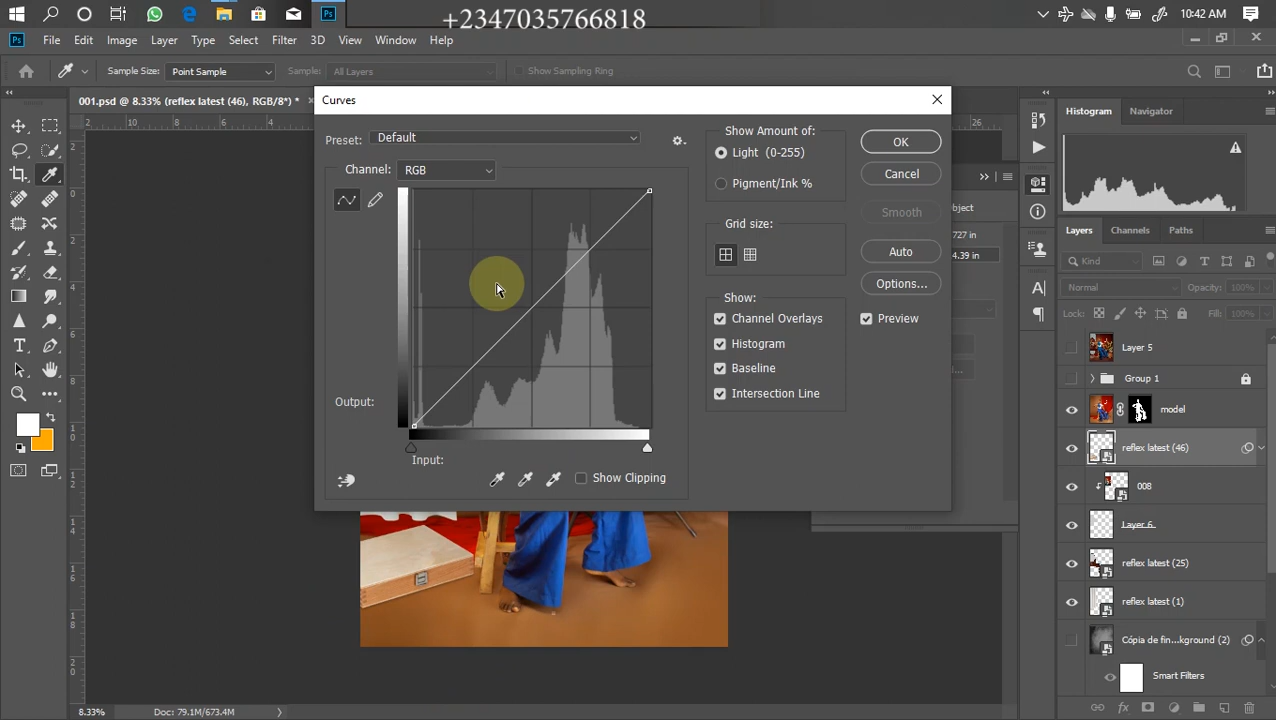 +2347035766818
10:42 AM
File Edit Image Layer Type Select Filter 3D View Window Help
Sample Size: Point Sample Sample: All Layers Show Sampling Ring
001.psd @ 8.33% (reflex latest (46), RGB/8*) *
Curves
Histogram Navigator
Preset: Default
Channel: RGB
Output:
Input:
Show Clipping
Show Amount of:
Light (0-255)
Pigment/Ink %
Grid size:
Show:
Channel Overlays
Histogram
Baseline
Intersection Line
OK
Cancel
Smooth
Auto
Options...
Preview
727 in
4.39 in
Layers Channels Paths
Kind
Normal Opacity: 100%
Lock: Fill: 100%
Layer 5
Group 1
model
reflex latest (46)
008
Layer 6
reflex latest (25)
reflex latest (1)
Cópia de fin...kground (2)
Smart Filters
8.33% Doc: 79.1M/673.4M